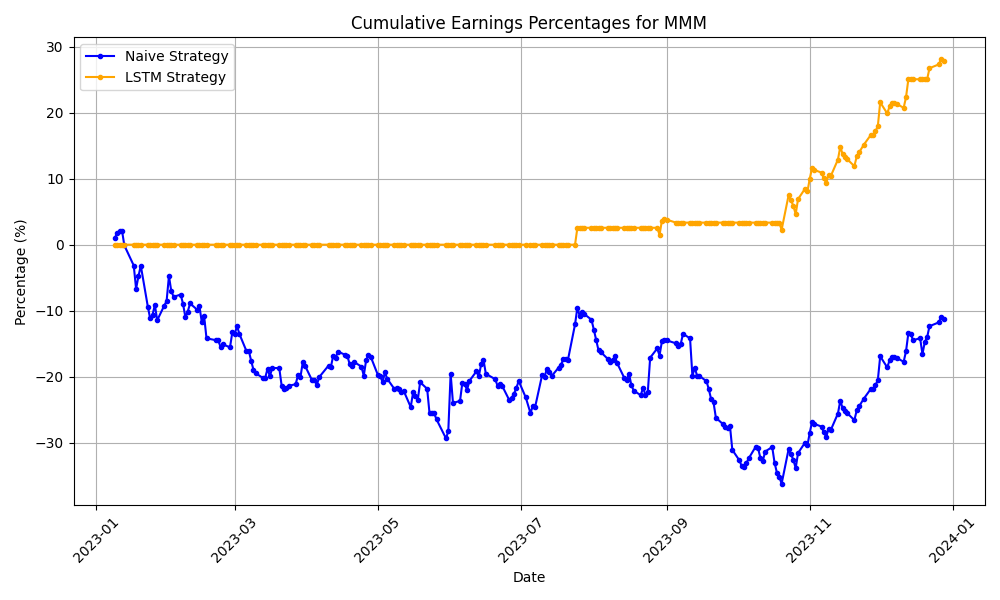 Cumulative Earnings Percentages for MMM
Naive Strategy
LSTM Strategy
Percentage (%)
30
20
10
0
−10
−20
−30
2023-01
2023-03
2023-05
2023-07
2023-09
2023-11
2024-01
Date